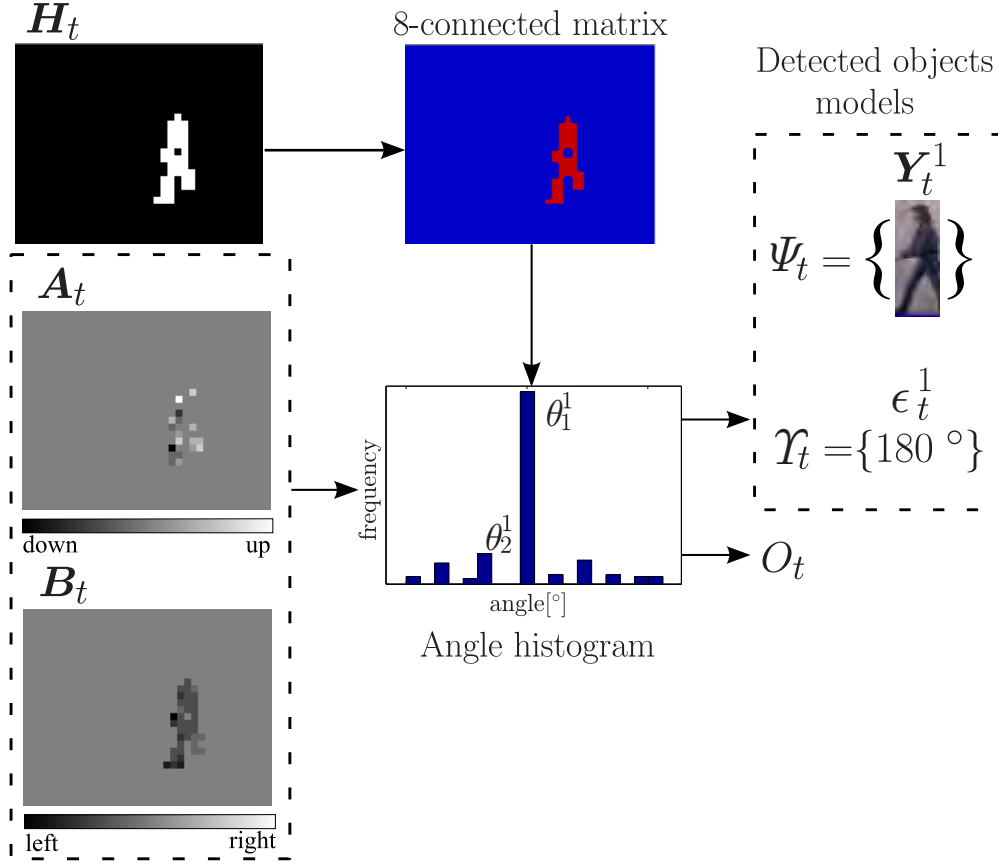 H_t
8-connected matrix
Detected objects
models
Y_t^1
Ψ_t = { }
A_t
down up
ϵ_t^1
ϒ_t = {180 °}
frequency
θ_1^1
θ_2^1
angle[°]
Angle histogram
O_t
B_t
left right